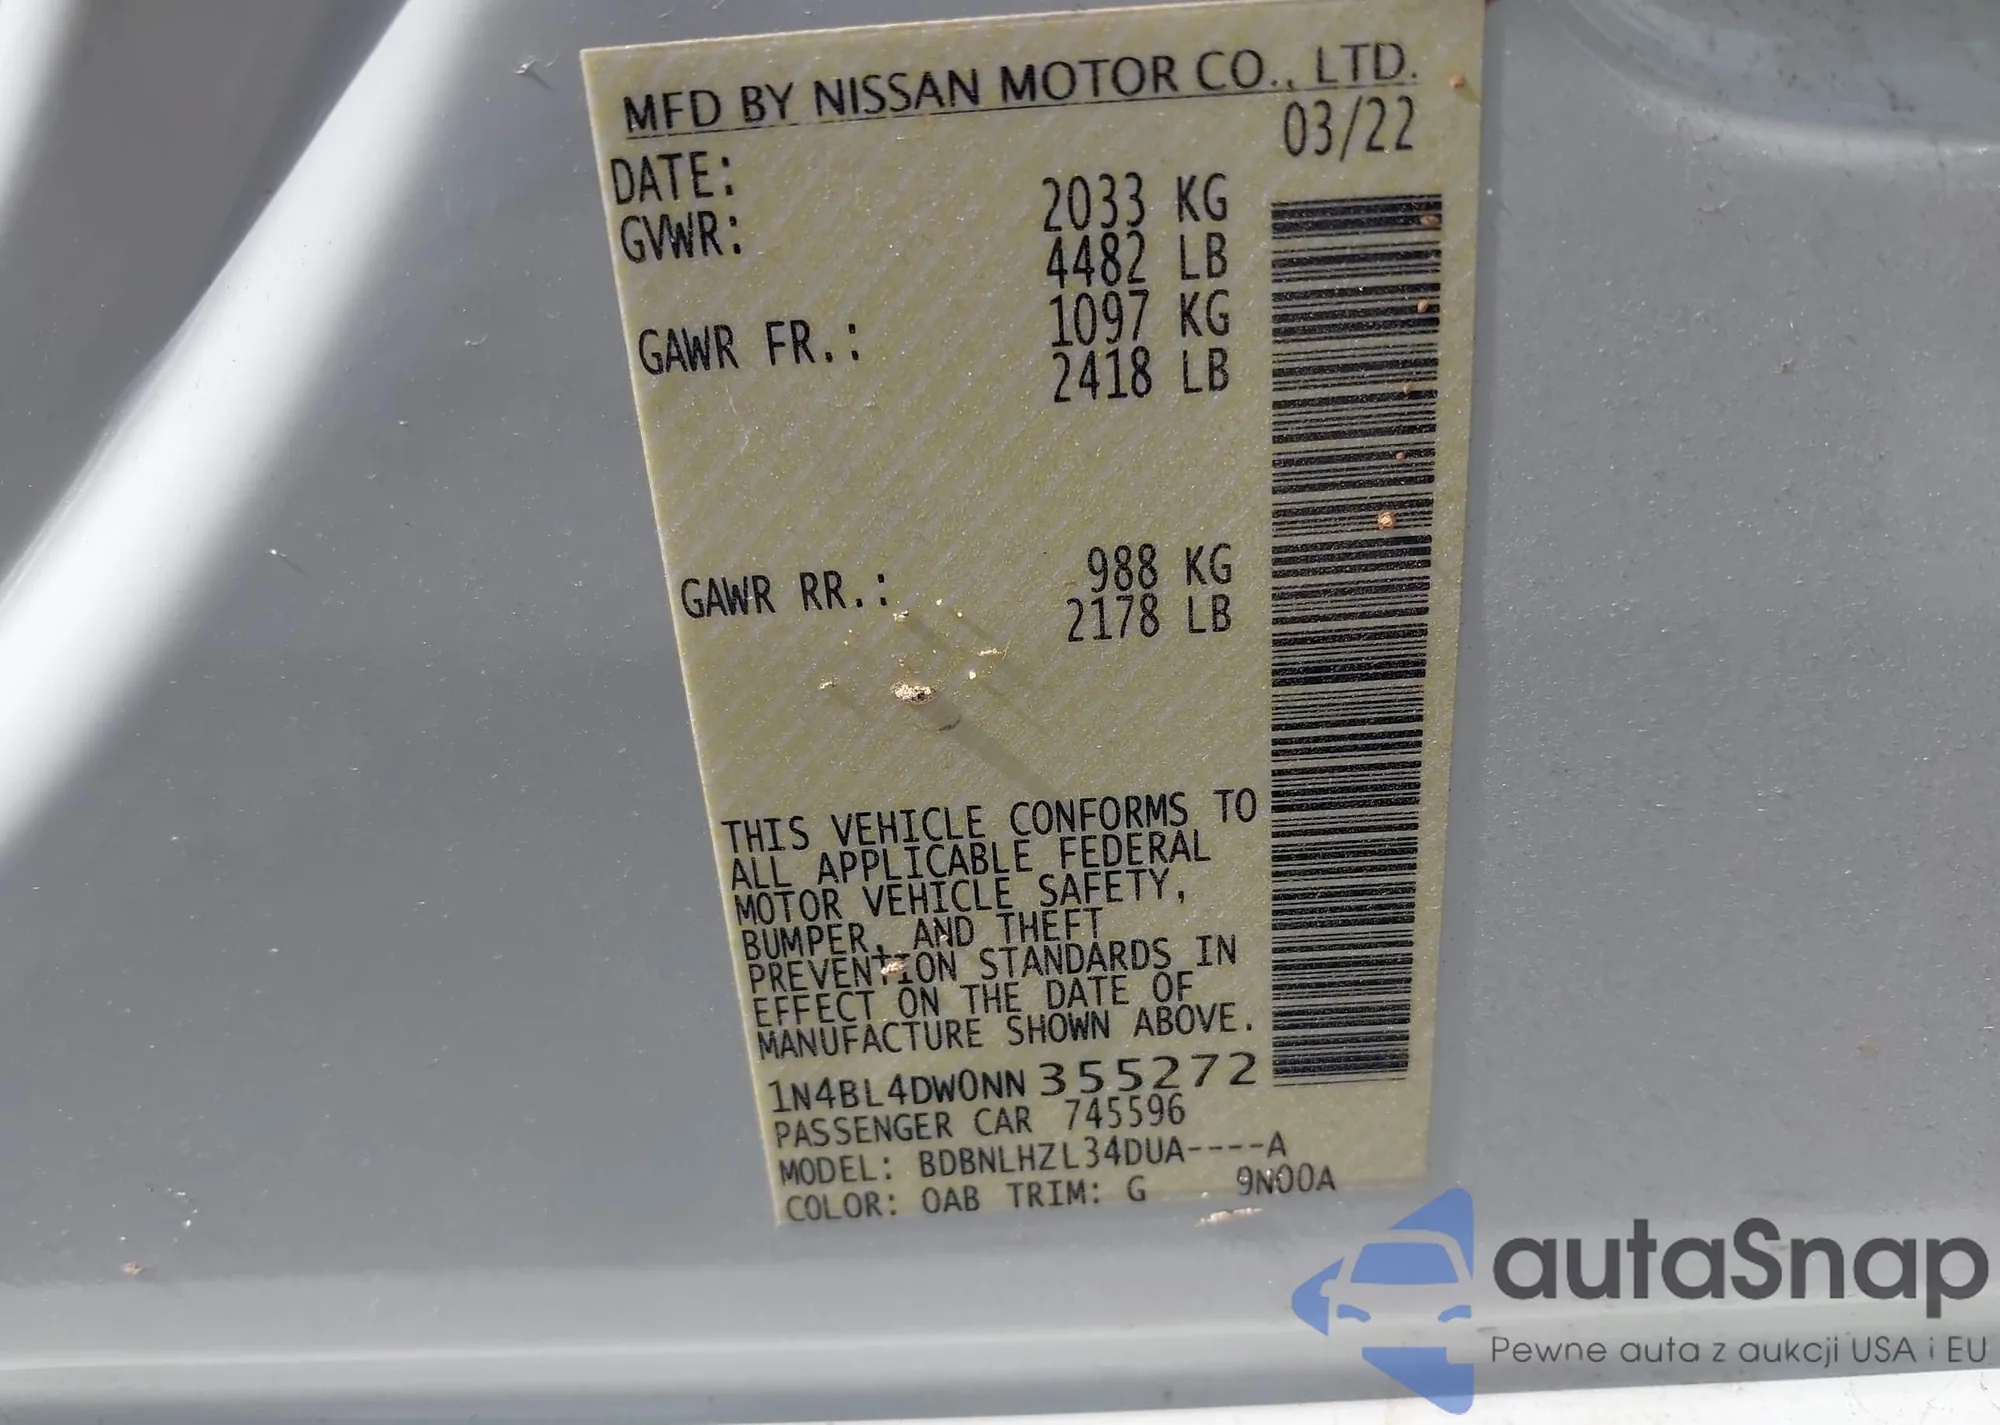 MFD BY NISSAN MOTOR CO., LTD.
DATE: 03/22
GVWR: 2033 KG
4482 LB
GAWR FR.: 1097 KG
2418 LB
GAWR RR.: 988 KG
2178 LB
THIS VEHICLE CONFORMS TO
ALL APPLICABLE FEDERAL
MOTOR VEHICLE SAFETY,
BUMPER, AND THEFT
PREVENTION STANDARDS IN
EFFECT ON THE DATE OF
MANUFACTURE SHOWN ABOVE.
1N4BL4DW0NN355272
PASSENGER CAR 745596
MODEL: BDBNLHZL34DUA----A
COLOR: QAB TRIM: G 9N00A
autaSnap
Pewne auta z aukcji USA i EU